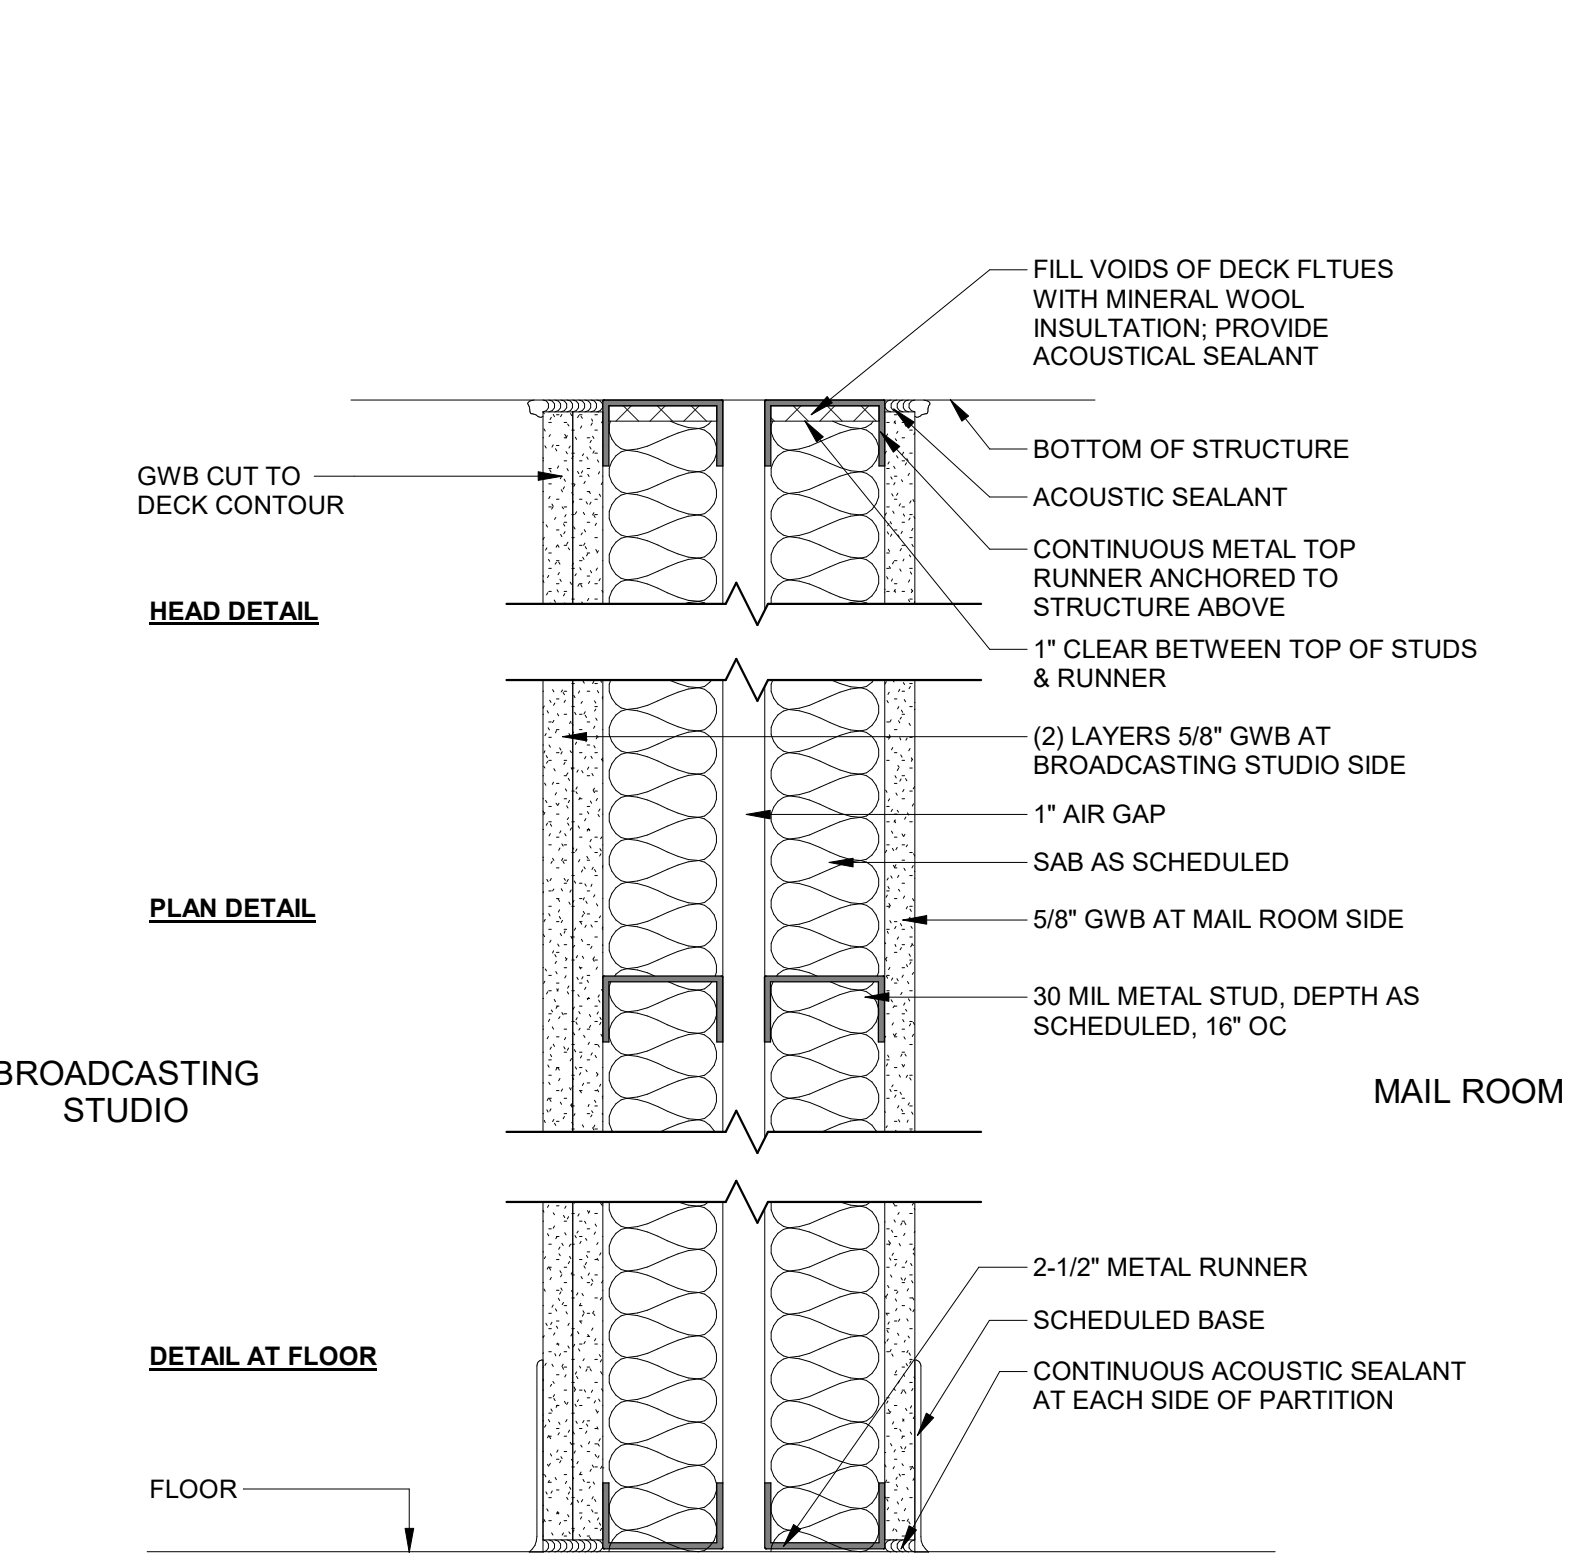 FILL VOIDS OF DECK FLTUES
WITH MINERAL WOOL
INSULTATION; PROVIDE
ACOUSTICAL SEALANT
BOTTOM OF STRUCTURE
GWB CUT TO
DECK CONTOUR
ACOUSTIC SEALANT
CONTINUOUS METAL TOP
RUNNER ANCHORED TO
STRUCTURE ABOVE
HEAD DETAIL
1" CLEAR BETWEEN TOP OF STUDS
& RUNNER
(2) LAYERS 5/8" GWB AT
BROADCASTING STUDIO SIDE
1" AIR GAP
SAB AS SCHEDULED
PLAN DETAIL
5/8" GWB AT MAIL ROOM SIDE
30 MIL METAL STUD, DEPTH AS
SCHEDULED, 16" OC
BROADCASTING
STUDIO
MAIL ROOM
2-1/2" METAL RUNNER
SCHEDULED BASE
DETAIL AT FLOOR
CONTINUOUS ACOUSTIC SEALANT
AT EACH SIDE OF PARTITION
FLOOR